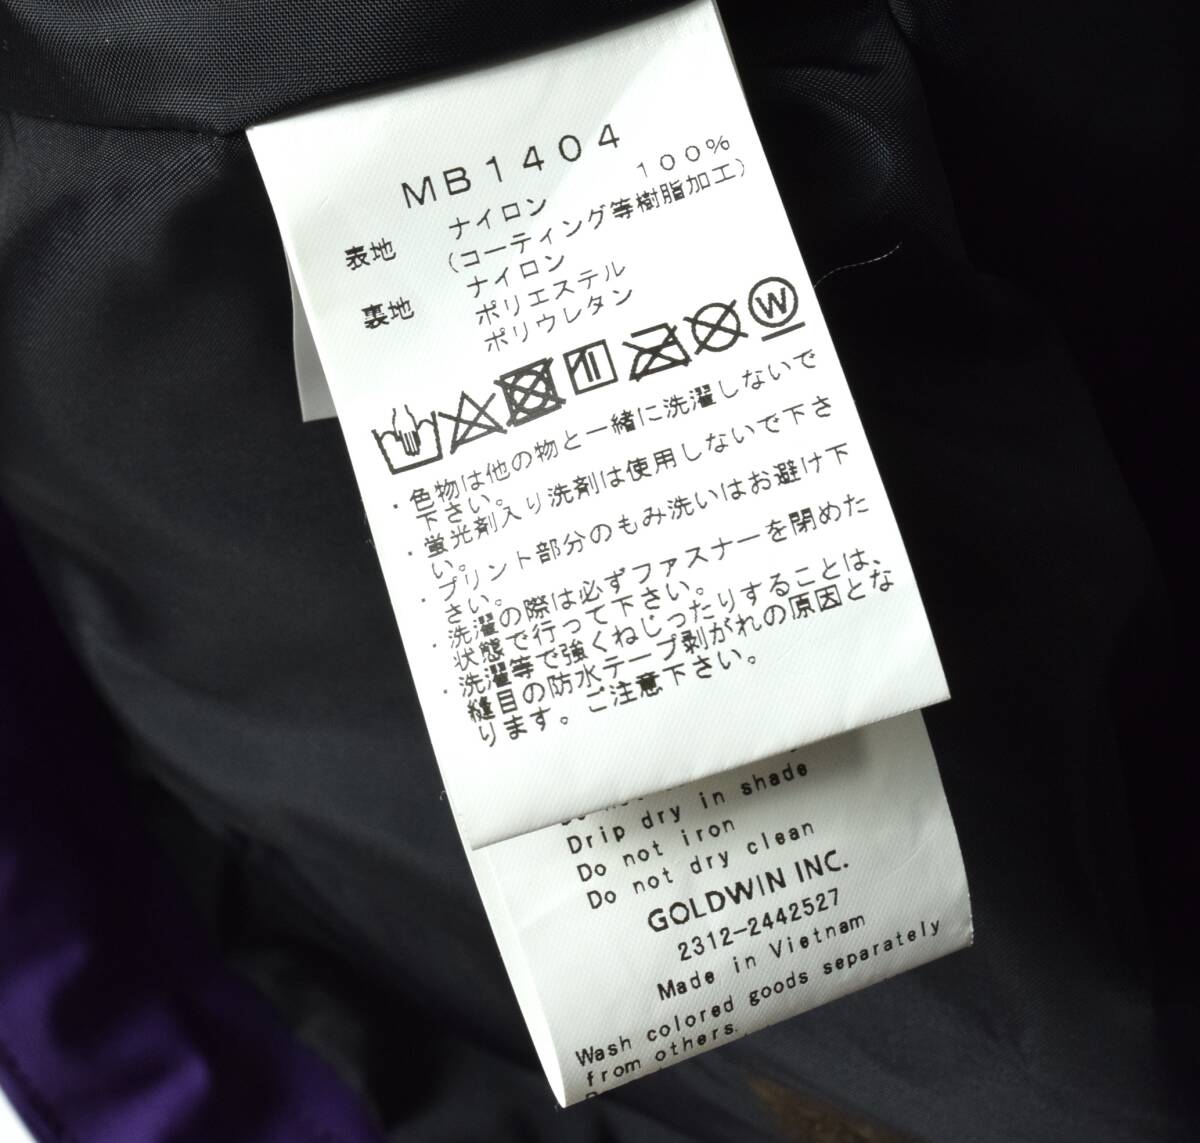 MB1404
表地 ナイロン 100%
(コーティング等樹脂加工)
裏地 ナイロン
ポリエステル
ポリウレタン
W
・色物は他の物と一緒に洗濯しないで
下さい。
・蛍光剤入り洗剤は使用しないで下さ
い。
・プリント部分のもみ洗いはお避け下
さい。
・洗濯の際は必ずファスナーを閉めた
状態で行って下さい。
・洗濯等で強くねじったりすることは、
縫目の防水テープ剥がれの原因とな
ります。ご注意下さい。
Drip dry in shade
Do not iron
Do not dry clean
GOLDWIN INC.
2312-2442527
Made in Vietnam
Wash colored goods separately
from others.